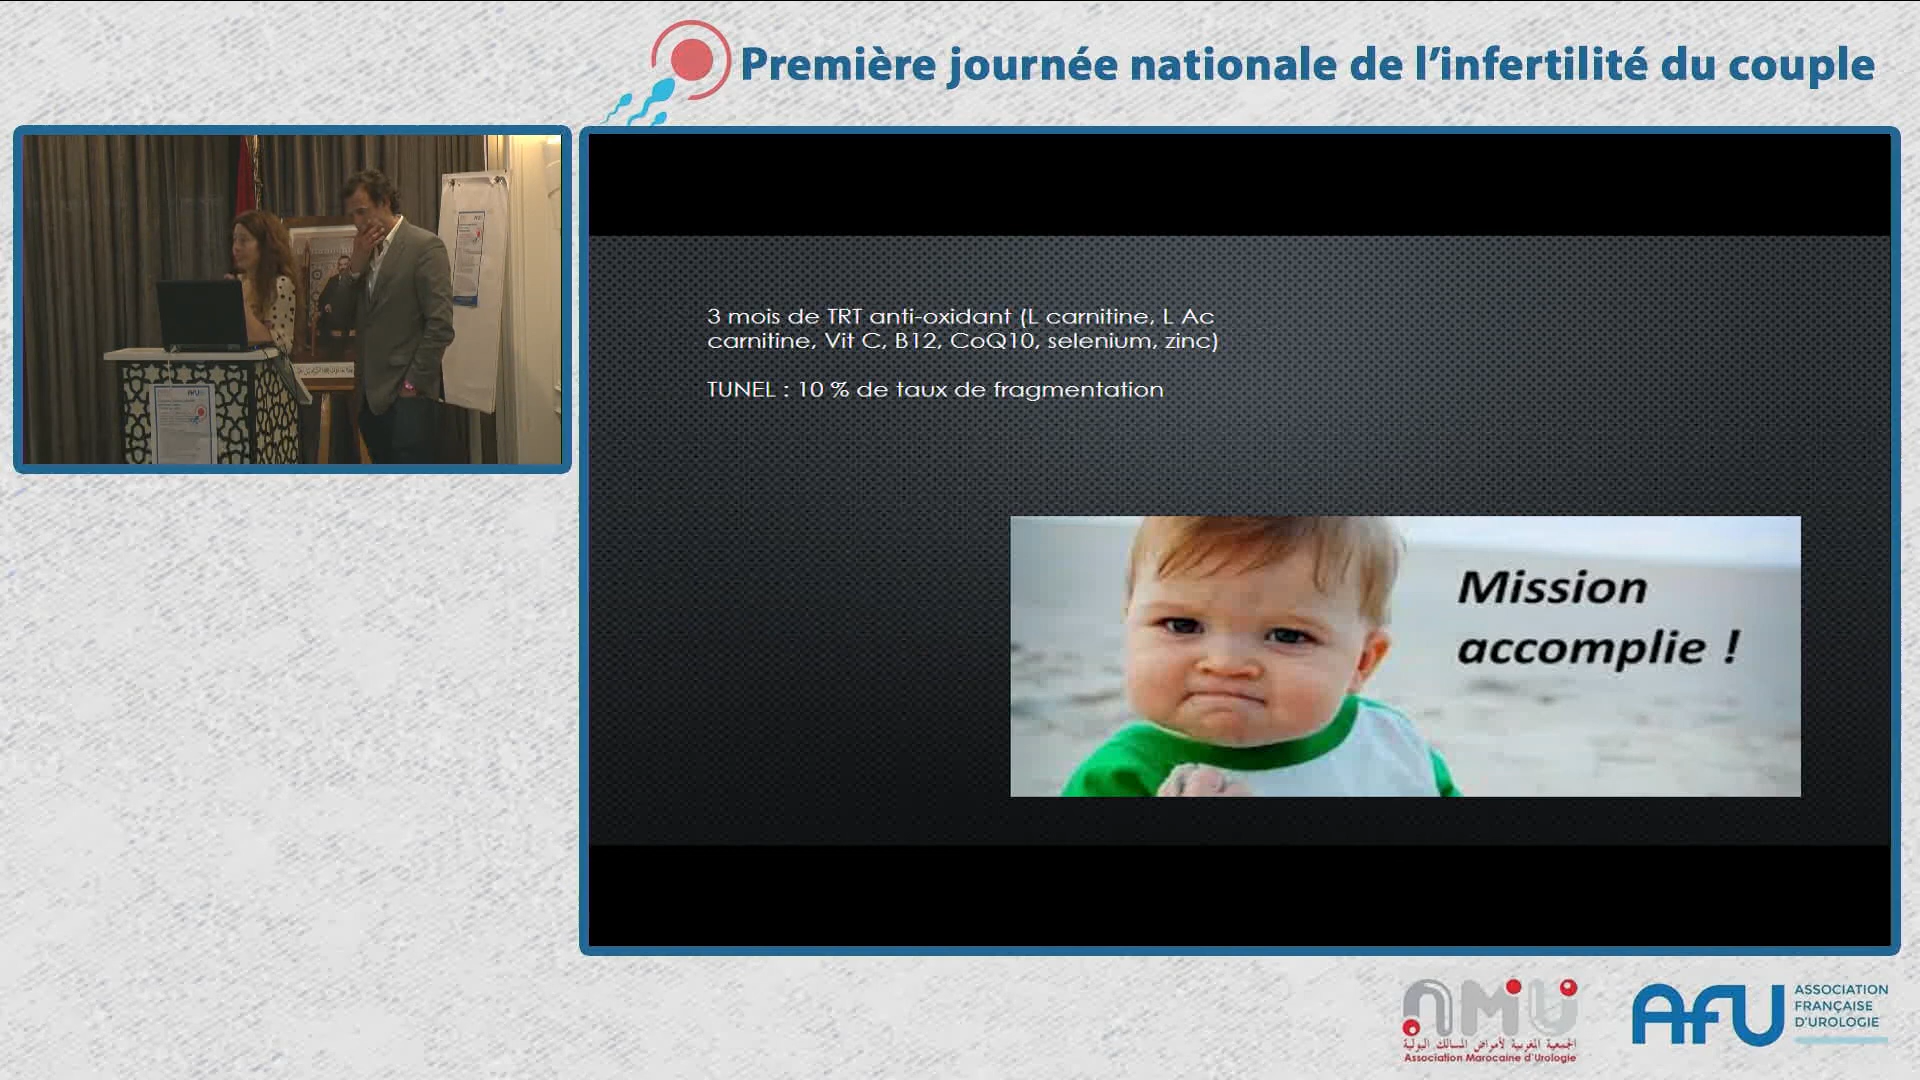 Première journée nationale de l'infertilité du couple
3 mois de TRT anti-oxidant (L carnitine, L Ac
carnitine, Vit C, B12, CoQ10, selenium, zinc)
TUNEL : 10 % de taux de fragmentation
Mission
accomplie !
AMU
الجمعية المغربية لأمراض المسالك البولية
Association Marocaine d'Urologie
AFU
ASSOCIATION
FRANÇAISE
D'UROLOGIE